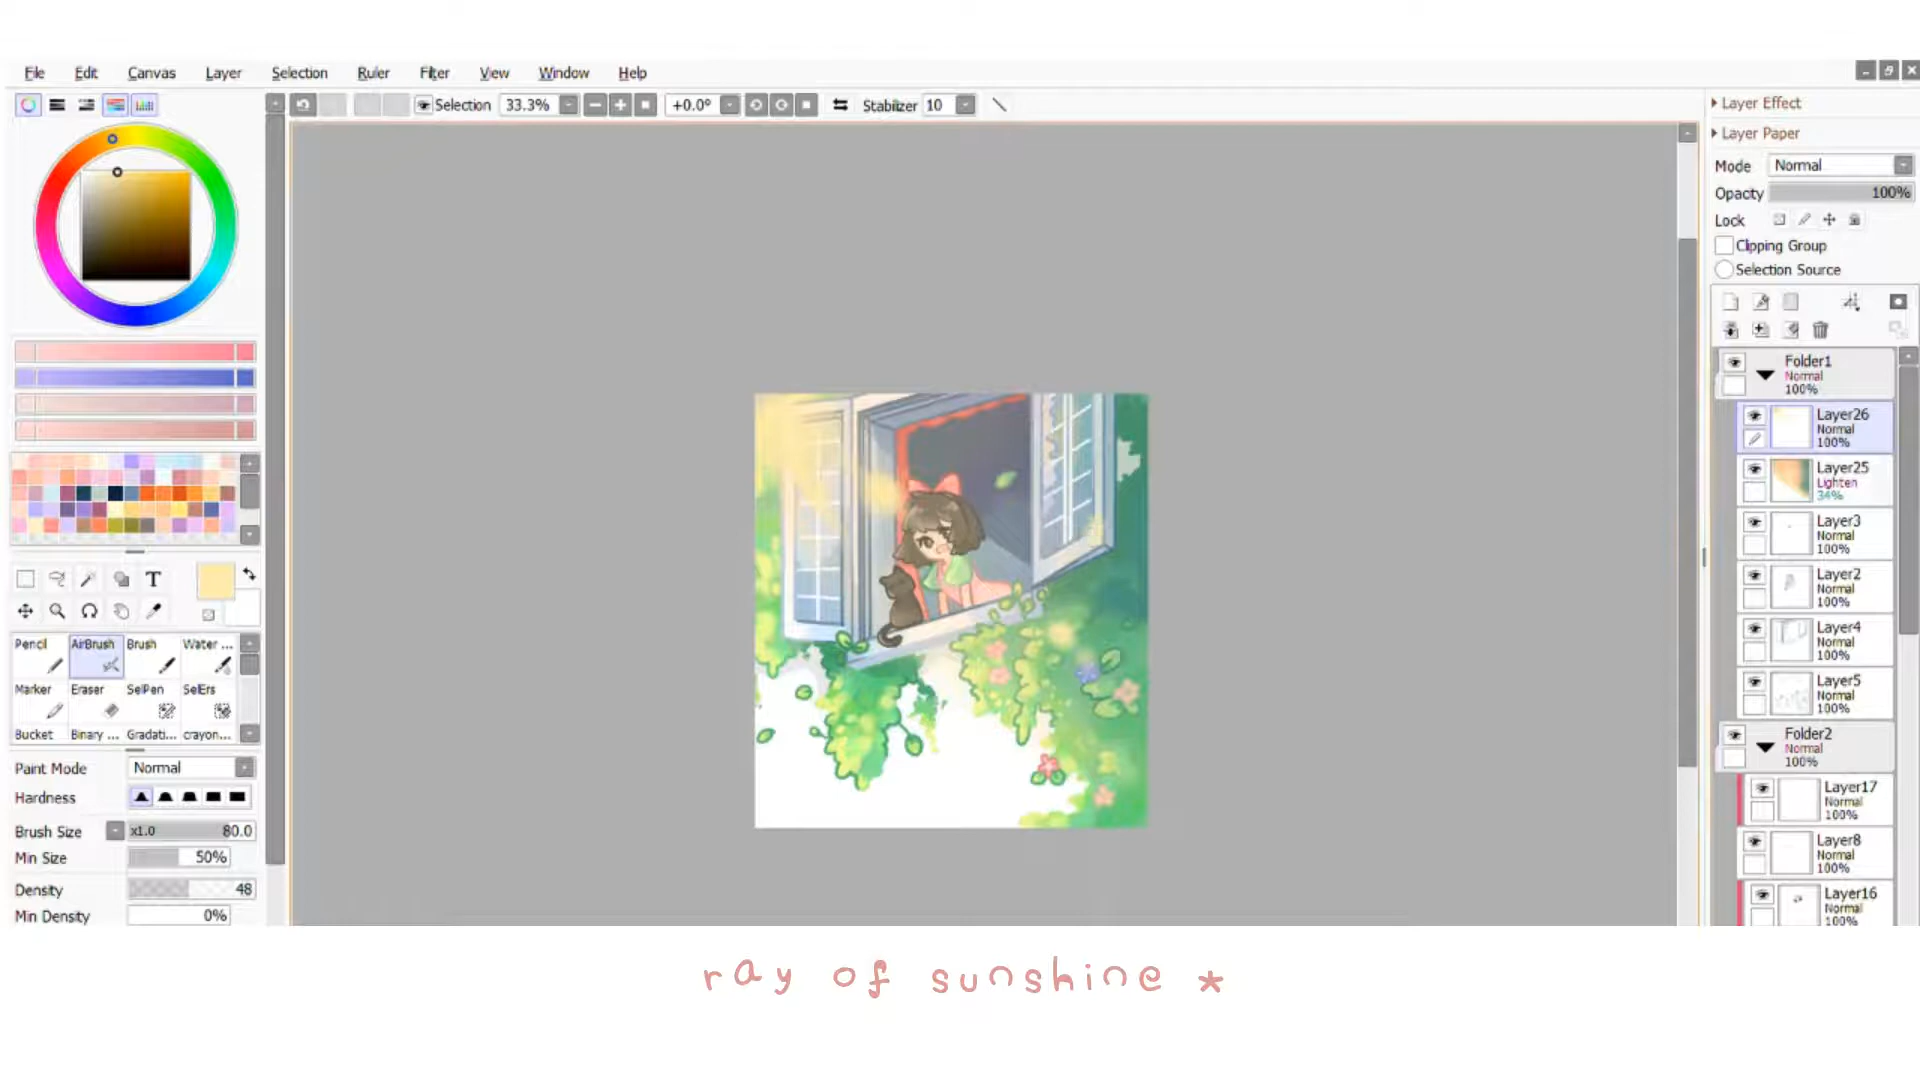 File Edit Canvas Layer Selection Ruler Filter View Window Help
Selection 33.3% +0.0° Stabilizer 10
Layer Effect
Layer Paper
Mode Normal
Opacity 100%
Lock
Clipping Group
Selection Source
Folder1
Normal
100%
Layer26
Normal
100%
Layer25
Lighten
34%
Layer3
Normal
100%
Layer2
Normal
100%
Layer4
Normal
100%
Layer5
Normal
100%
Folder2
Normal
100%
Layer17
Normal
100%
Layer8
Normal
100%
Layer16
Normal
100%
T
Pencil AirBrush Brush Water ...
Marker Eraser SelPen SelErs
Bucket Binary ... Gradati... crayon...
Paint Mode Normal
Hardness
Brush Size x1.0 80.0
Min Size 50%
Density 48
Min Density 0%
ray of sunshine *